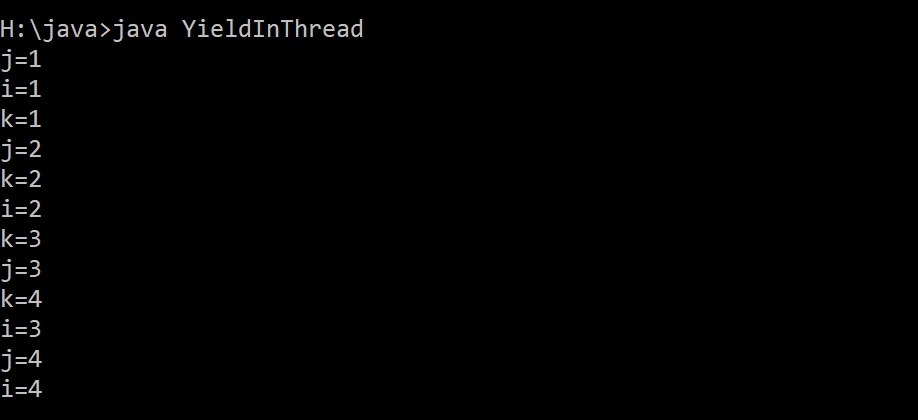 H:\java>java YieldInThread
j=1
i=1
k=1
j=2
k=2
i=2
k=3
j=3
k=4
i=3
j=4
i=4